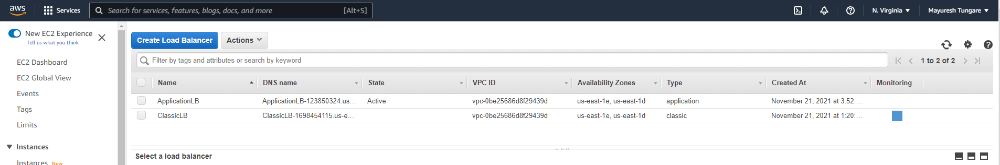 aws Services Search for services, features, blogs, docs, and more [Alt+S] N. Virginia Mayuresh Tungare
New EC2 Experience
Tell us what you think
EC2 Dashboard
EC2 Global View
Events
Tags
Limits
Instances
Instances New
Create Load Balancer Actions
Filter by tags and attributes or search by keyword 1 to 2 of 2
Name DNS name State VPC ID Availability Zones Type Created At Monitoring
ApplicationLB ApplicationLB-123850324.us... Active vpc-0be25686d8f29439d us-east-1e, us-east-1d application November 21, 2021 at 3:52:...
ClassicLB ClassicLB-1698454115.us-e... vpc-0be25686d8f29439d us-east-1e, us-east-1d classic November 21, 2021 at 1:20:...
Select a load balancer